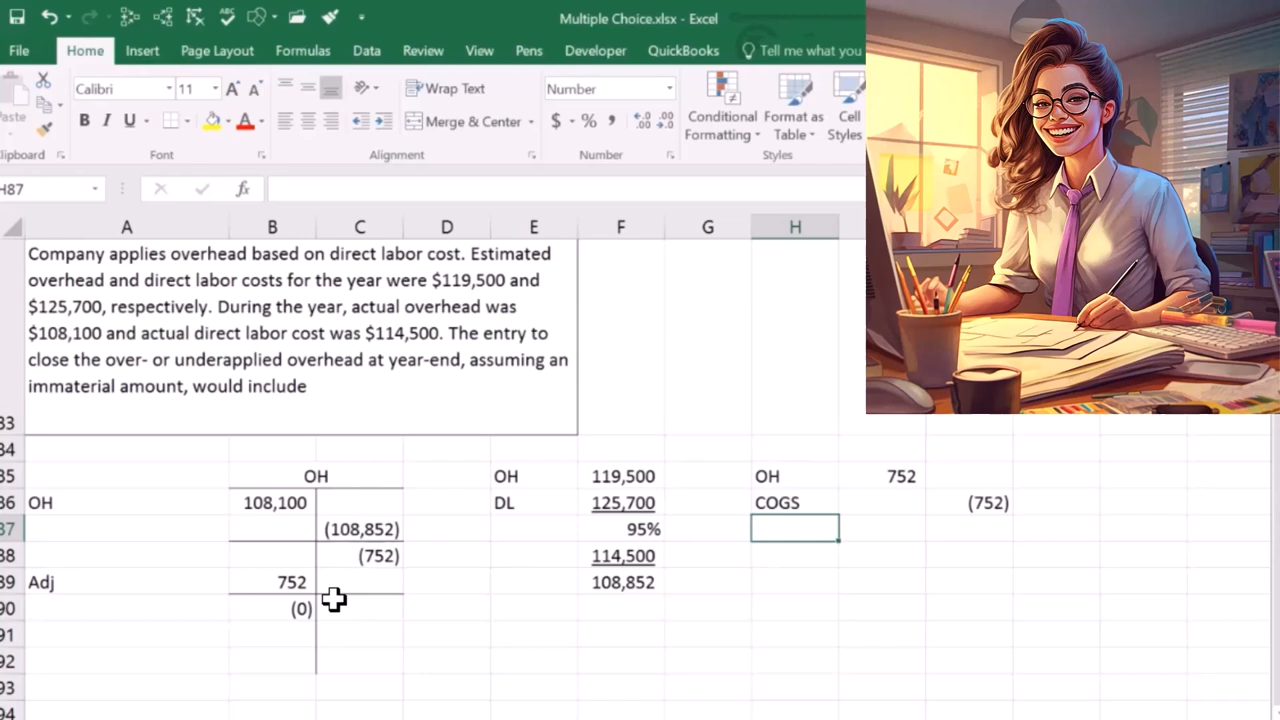 Multiple Choice.xlsx - Excel
File Home Insert Page Layout Formulas Data Review View Pens Developer QuickBooks Tell me what you
Calibri 11 A A Wrap Text Number
B I U A Merge & Center $ % , Conditional Formatting Format as Table Cell Styles
Font Alignment Number Styles
fx
A B C D E F G H
Company applies overhead based on direct labor cost. Estimated
overhead and direct labor costs for the year were $119,500 and
$125,700, respectively. During the year, actual overhead was
$108,100 and actual direct labor cost was $114,500. The entry to
close the over- or underapplied overhead at year-end, assuming an
immaterial amount, would include
OH OH 119,500 OH 752
OH 108,100 DL 125,700 COGS (752)
(108,852) 95%
(752) 114,500
Adj 752 108,852
(0)